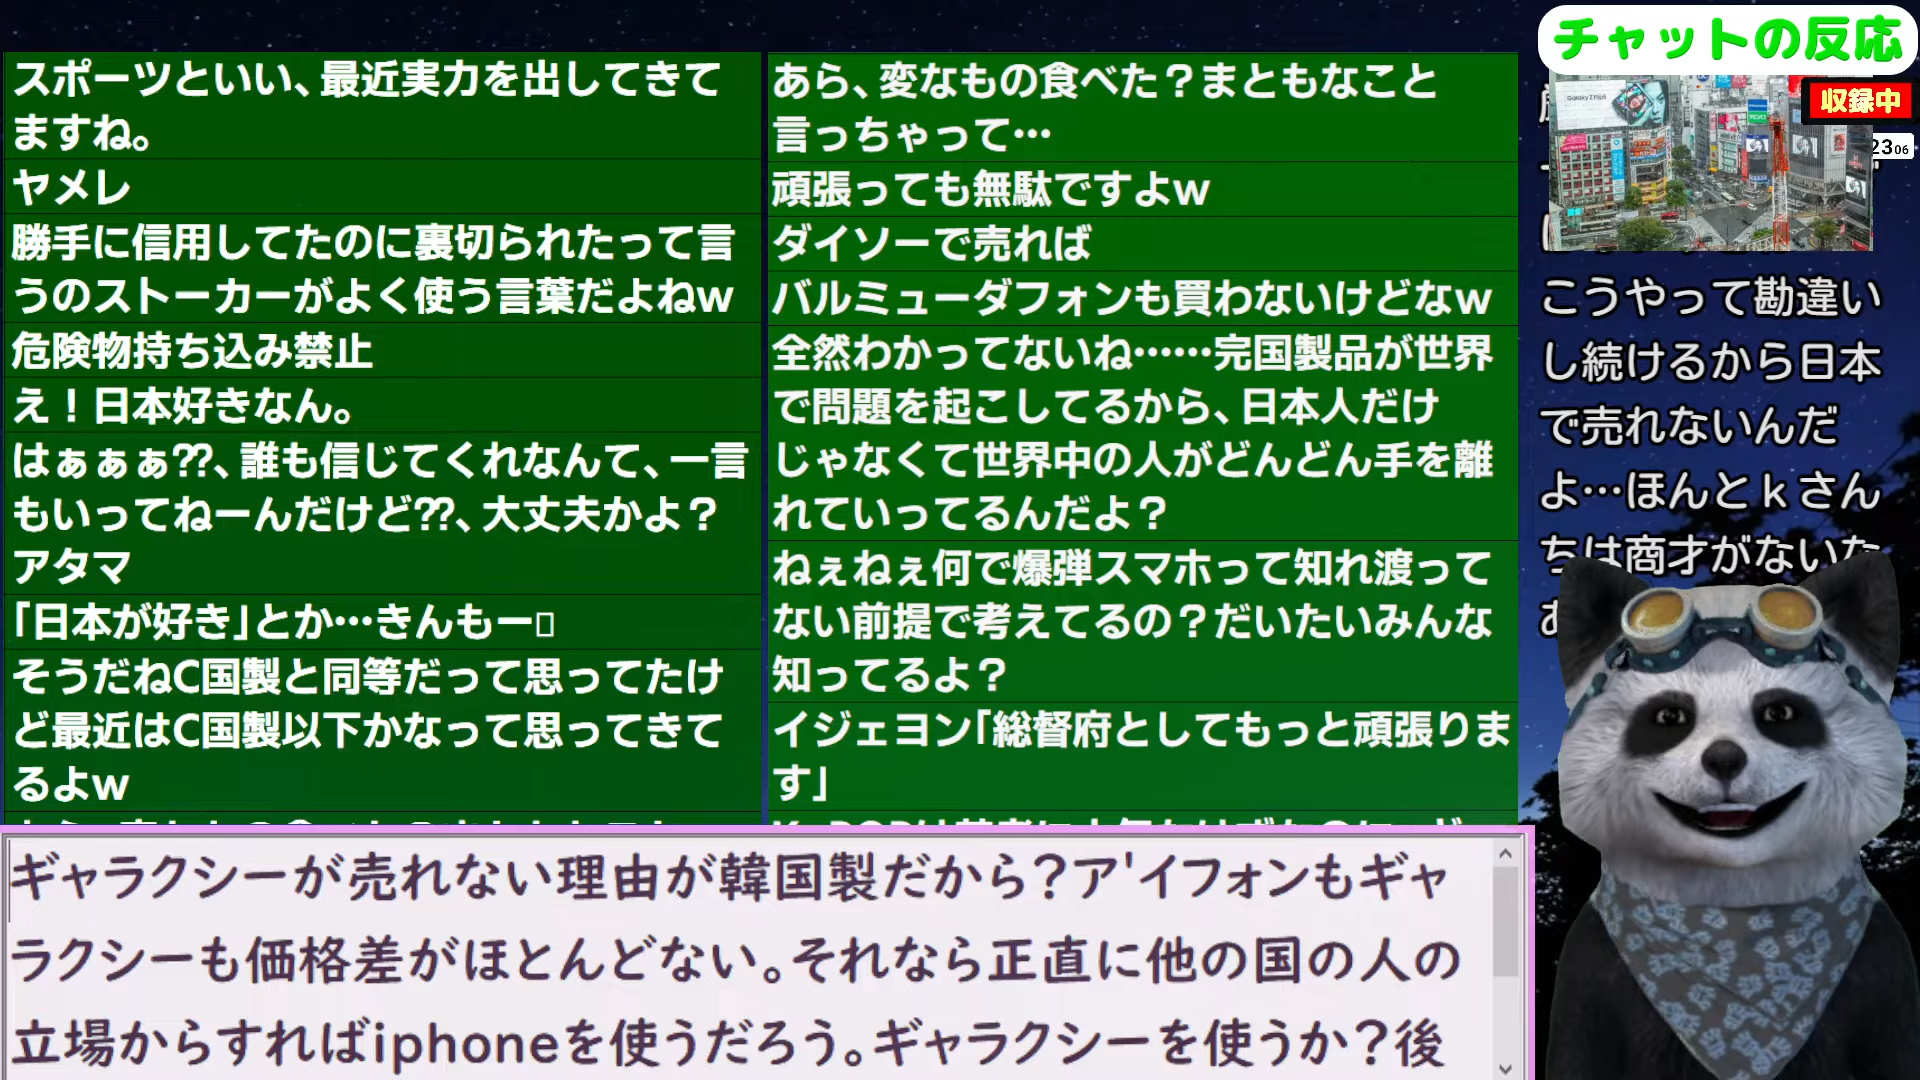 スポーツといい、最近実力を出してきて
ますね。
ヤメレ
勝手に信用してたのに裏切られたって言
うのストーカーがよく使う言葉だよねw
危険物持ち込み禁止
え！日本好きなん。
はぁぁぁ⁇、誰も信じてくれなんて、一言
もいってねーんだけど⁇、大丈夫かよ？
アタマ
「日本が好き」とか…きんもー
そうだねC国製と同等だって思ってたけ
ど最近はC国製以下かなって思ってきて
るよw
あら、変なもの食べた？まともなこと
言っちゃって…
頑張っても無駄ですよw
ダイソーで売れば
バルミューダフォンも買わないけどなw
全然わかってないね……完国製品が世界
で問題を起こしてるから、日本人だけ
じゃなくて世界中の人がどんどん手を離
れていってるんだよ？
ねぇねぇ何で爆弾スマホって知れ渡って
ない前提で考えてるの？だいたいみんな
知ってるよ？
イジェヨン「総督府としてもっと頑張りま
す」
チャットの反応
収録中
2306
Galaxy Z Flip5
こうやって勘違い
し続けるから日本
で売れないんだ
よ…ほんとｋさん
ちは商才がないな
ギャラクシーが売れない理由が韓国製だから？ア'イフォンもギャ
ラクシーも価格差がほとんどない。それなら正直に他の国の人の
立場からすればiphoneを使うだろう。ギャラクシーを使うか？後